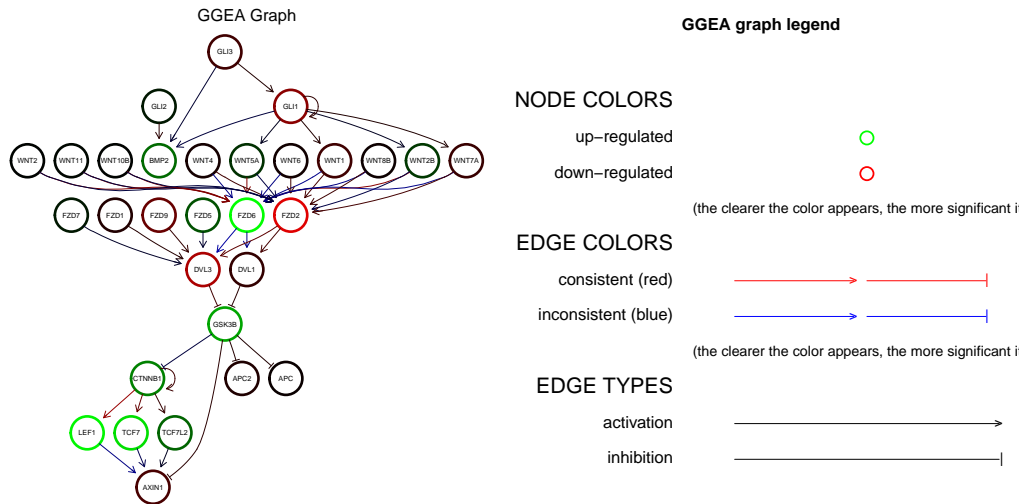 GGEA Graph
GLI3
GLI2
GLI1
WNT2
WNT11
WNT10B
BMP2
WNT4
WNT5A
WNT6
WNT1
WNT8B
WNT2B
WNT7A
FZD7
FZD1
FZD9
FZD5
FZD6
FZD2
DVL3
DVL1
GSK3B
CTNNB1
APC2
APC
LEF1
TCF7
TCF7L2
AXIN1
GGEA graph legend
NODE COLORS
up−regulated
down−regulated
(the clearer the color appears, the more significant i
EDGE COLORS
consistent (red)
inconsistent (blue)
(the clearer the color appears, the more significant i
EDGE TYPES
activation
inhibition